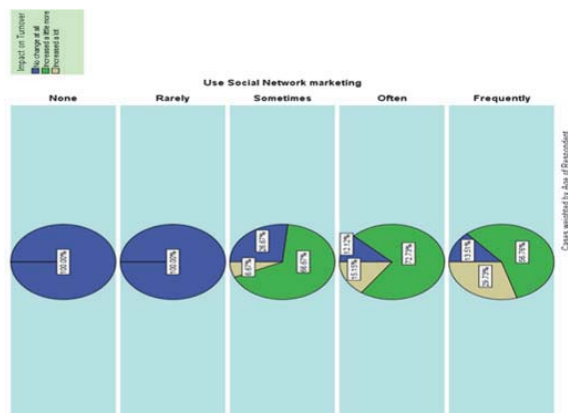 Impact on Turnover
No change at all
Increased a little more
Increased a lot
Use Social Network marketing
None
Rarely
Sometimes
Often
Frequently
100.00%
100.00%
26.67%
6.67%
66.67%
12.12%
15.15%
72.73%
13.51%
29.73%
56.76%
Cases weighted by Age of Respondent